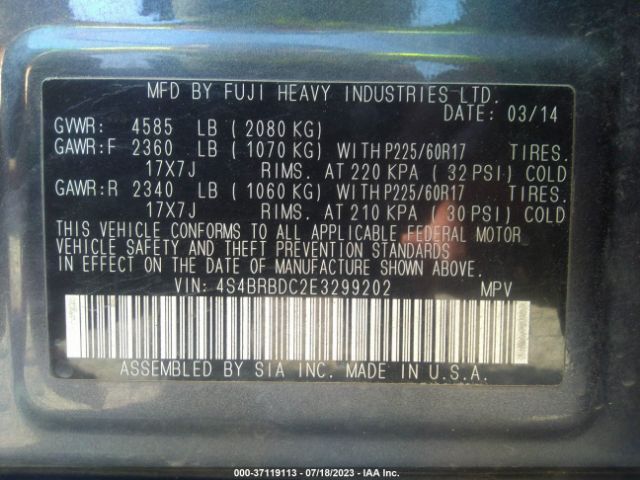 MFD BY FUJI HEAVY INDUSTRIES LTD.
DATE: 03/14
GVWR: 4585 LB ( 2080 KG)
GAWR:F 2360 LB ( 1070 KG) WITH P225/60R17 TIRES.
17X7J RIMS. AT 220 KPA ( 32 PSI) COLD
GAWR:R 2340 LB ( 1060 KG) WITH P225/60R17 TIRES.
17X7J RIMS. AT 210 KPA ( 30 PSI) COLD
THIS VEHICLE CONFORMS TO ALL APPLICABLE FEDERAL MOTOR
VEHICLE SAFETY AND THEFT PREVENTION STANDARDS
IN EFFECT ON THE DATE OF MANUFACTURE SHOWN ABOVE.
VIN: 4S4BRBDC2E3299202 MPV
ASSEMBLED BY SIA INC. MADE IN U.S.A.
000-37119113 - 07/18/2023 - IAA Inc.